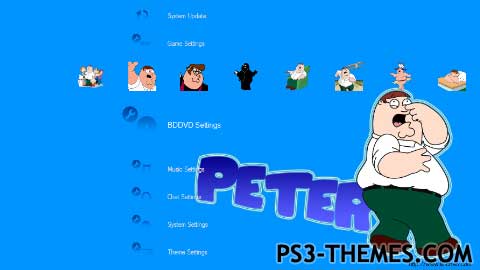 System Update
Game Settings
BD/DVD Settings
Music Settings
Chat Settings
System Settings
Theme Settings
PETER
PS3-THEMES.COM